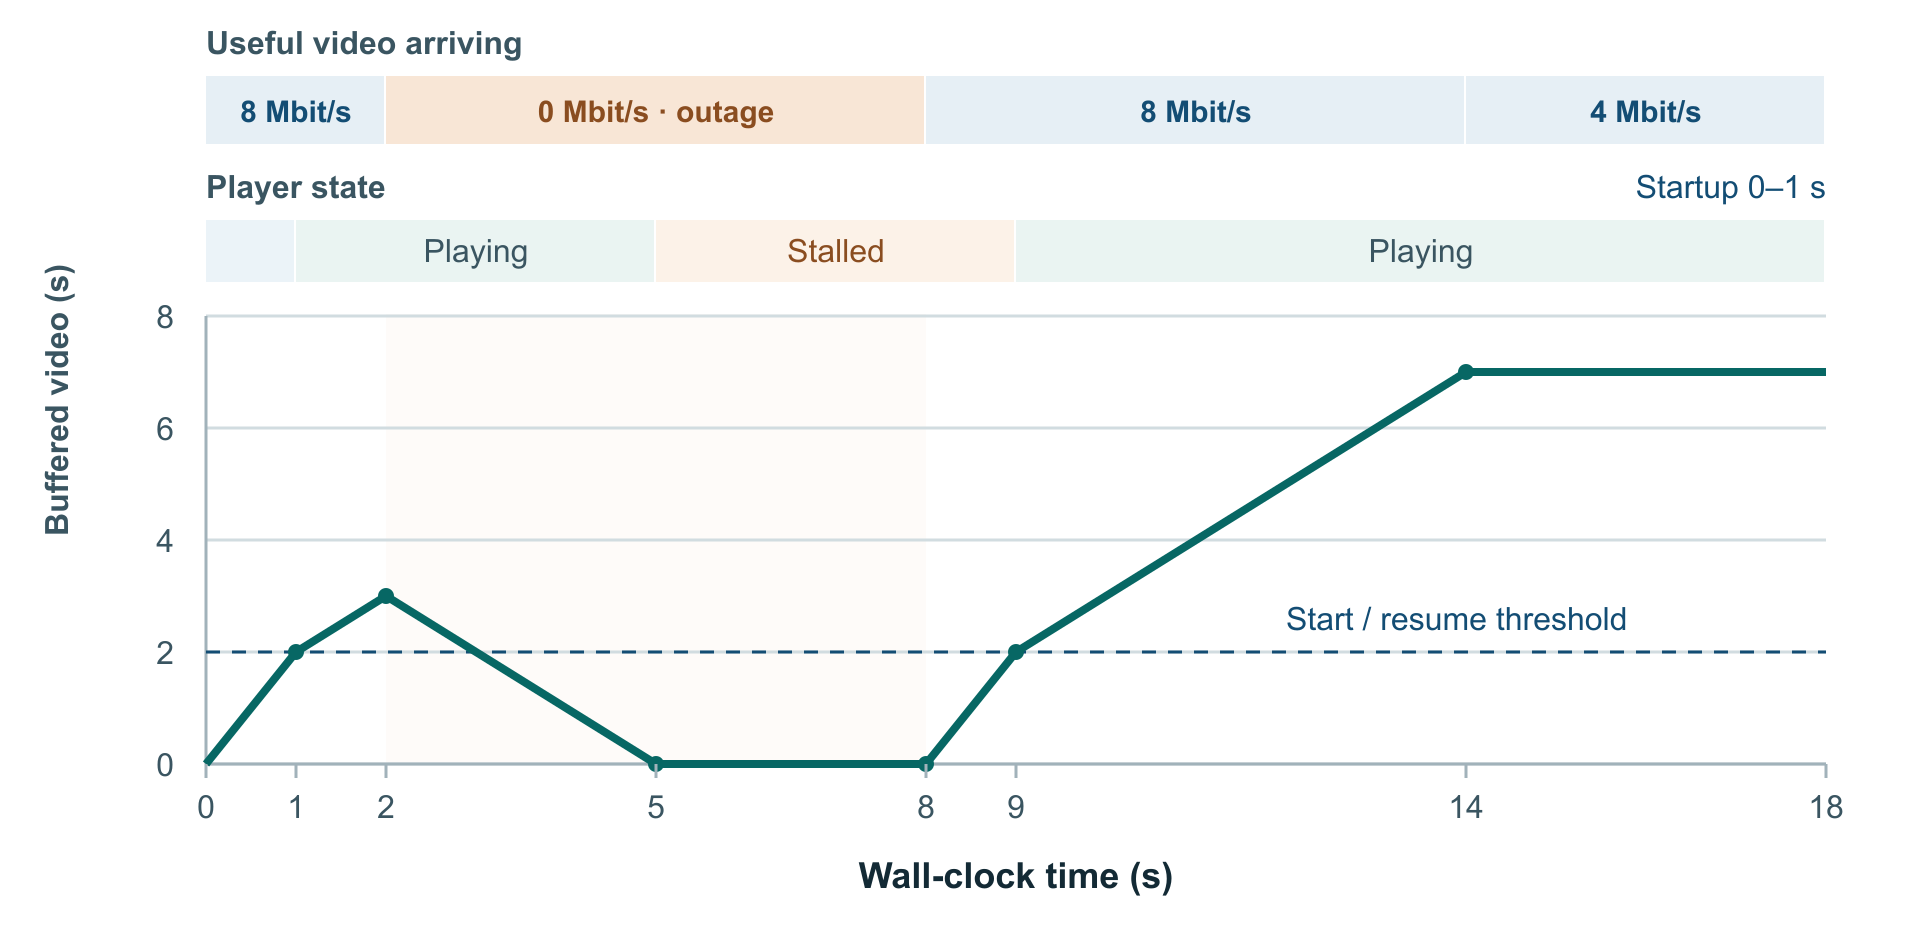 Useful video arriving
8 Mbit/s
0 Mbit/s · outage
8 Mbit/s
4 Mbit/s
Player state
Startup 0–1 s
Playing
Stalled
Playing
Buffered video (s)
8
6
4
2
0
Start / resume threshold
0 1 2 5 8 9 14 18
Wall-clock time (s)